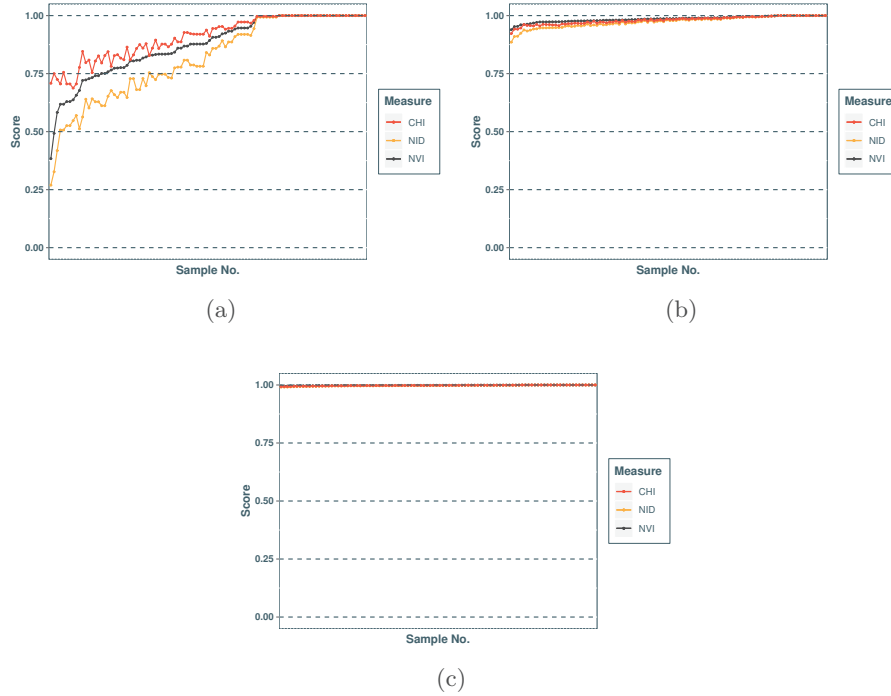 1.00
0.75
0.50
0.25
0.00
Score
Sample No.
Measure
CHI
NID
NVI
(a)
1.00
0.75
0.50
0.25
0.00
Score
Sample No.
Measure
CHI
NID
NVI
(b)
1.00
0.75
0.50
0.25
0.00
Score
Sample No.
Measure
CHI
NID
NVI
(c)